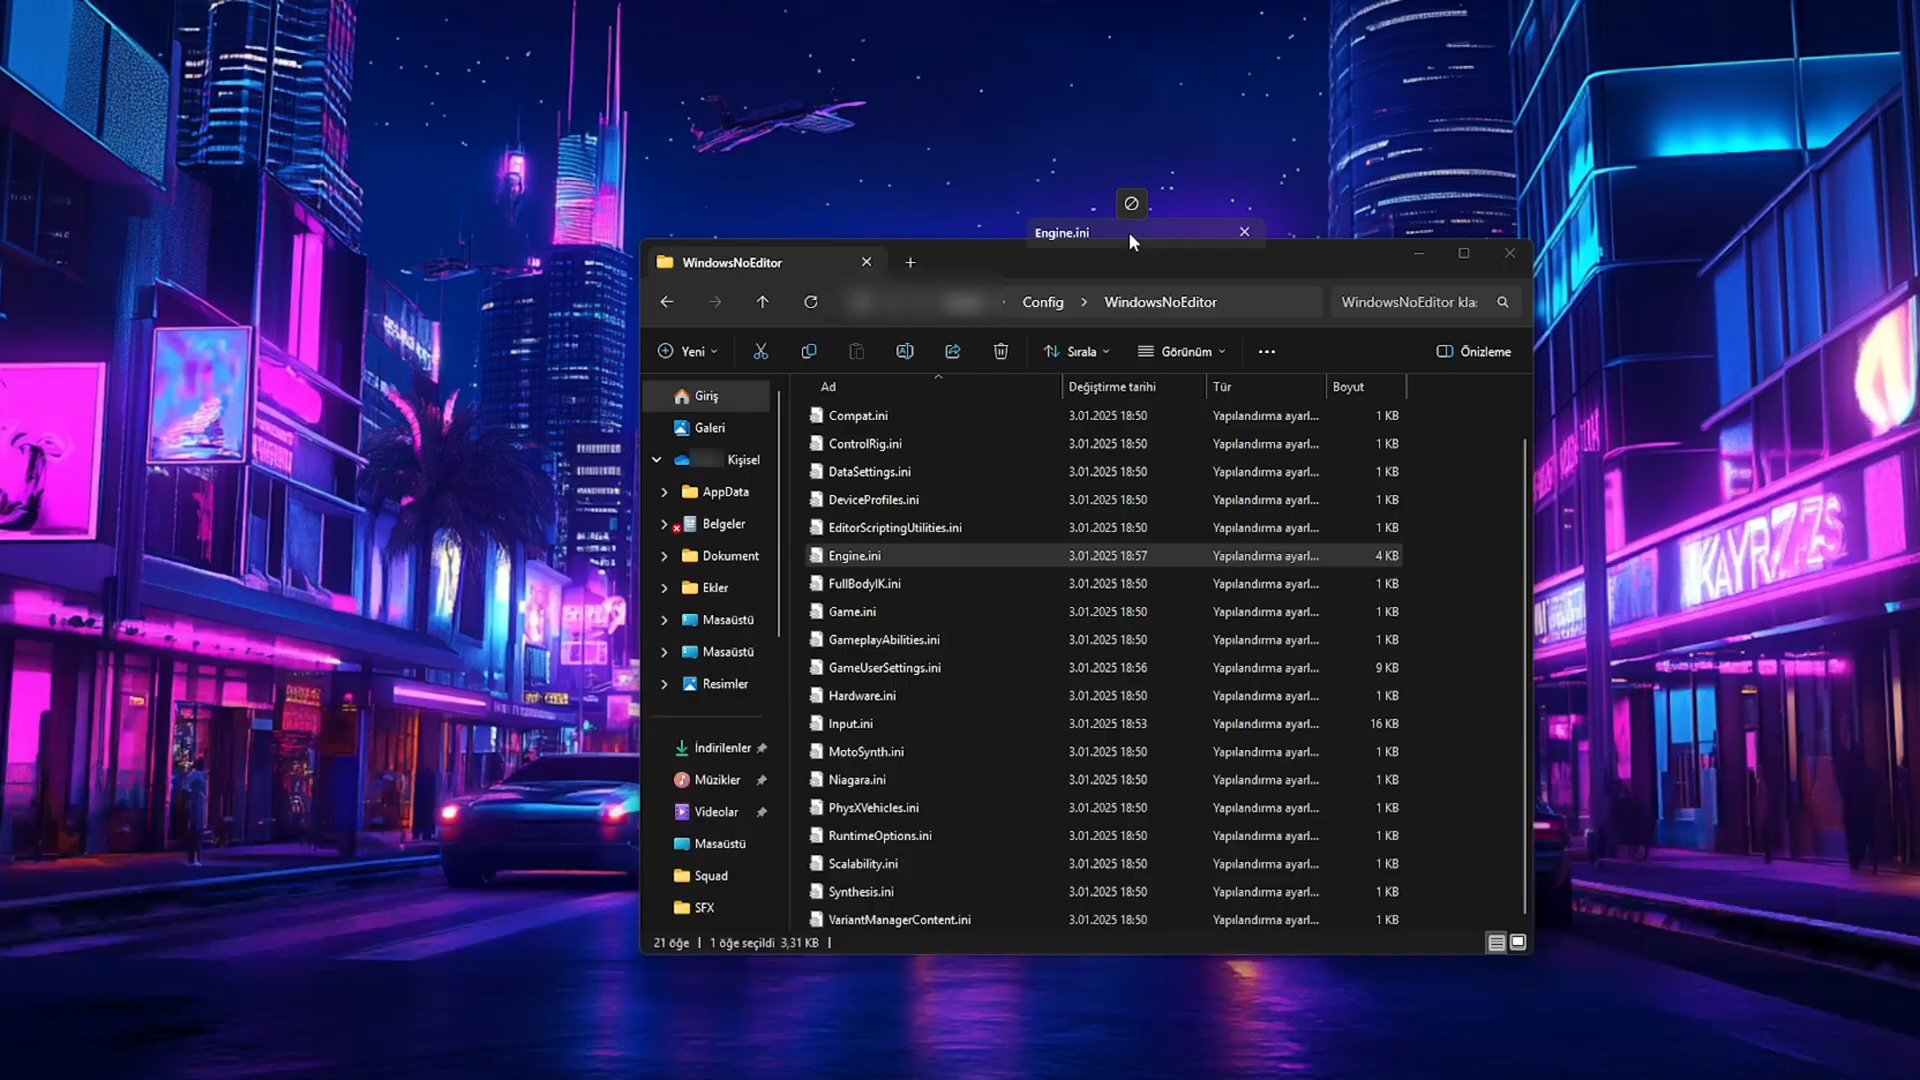 Engine.ini
WindowsNoEditor
Config > WindowsNoEditor
WindowsNoEditor kla:
Yeni
Sırala
Görünüm
Önizleme
Giriş
Galeri
Kişisel
AppData
Belgeler
Dokument
Ekler
Masaüstü
Masaüstü
Resimler
İndirilenler
Müzikler
Videolar
Masaüstü
Squad
SFX
Ad Değiştirme tarihi Tür Boyut
Compat.ini 3.01.2025 18:50 Yapılandırma ayarl... 1 KB
ControlRig.ini 3.01.2025 18:50 Yapılandırma ayarl... 1 KB
DataSettings.ini 3.01.2025 18:50 Yapılandırma ayarl... 1 KB
DeviceProfiles.ini 3.01.2025 18:50 Yapılandırma ayarl... 1 KB
EditorScriptingUtilities.ini 3.01.2025 18:50 Yapılandırma ayarl... 1 KB
Engine.ini 3.01.2025 18:57 Yapılandırma ayarl... 4 KB
FullBodyIK.ini 3.01.2025 18:50 Yapılandırma ayarl... 1 KB
Game.ini 3.01.2025 18:50 Yapılandırma ayarl... 1 KB
GameplayAbilities.ini 3.01.2025 18:50 Yapılandırma ayarl... 1 KB
GameUserSettings.ini 3.01.2025 18:56 Yapılandırma ayarl... 9 KB
Hardware.ini 3.01.2025 18:50 Yapılandırma ayarl... 1 KB
Input.ini 3.01.2025 18:53 Yapılandırma ayarl... 16 KB
MotoSynth.ini 3.01.2025 18:50 Yapılandırma ayarl... 1 KB
Niagara.ini 3.01.2025 18:50 Yapılandırma ayarl... 1 KB
PhysXVehicles.ini 3.01.2025 18:50 Yapılandırma ayarl... 1 KB
RuntimeOptions.ini 3.01.2025 18:50 Yapılandırma ayarl... 1 KB
Scalability.ini 3.01.2025 18:50 Yapılandırma ayarl... 1 KB
Synthesis.ini 3.01.2025 18:50 Yapılandırma ayarl... 1 KB
VariantManagerContent.ini 3.01.2025 18:50 Yapılandırma ayarl... 1 KB
21 öğe | 1 öğe seçildi 3,31 KB |
KAYRZZS